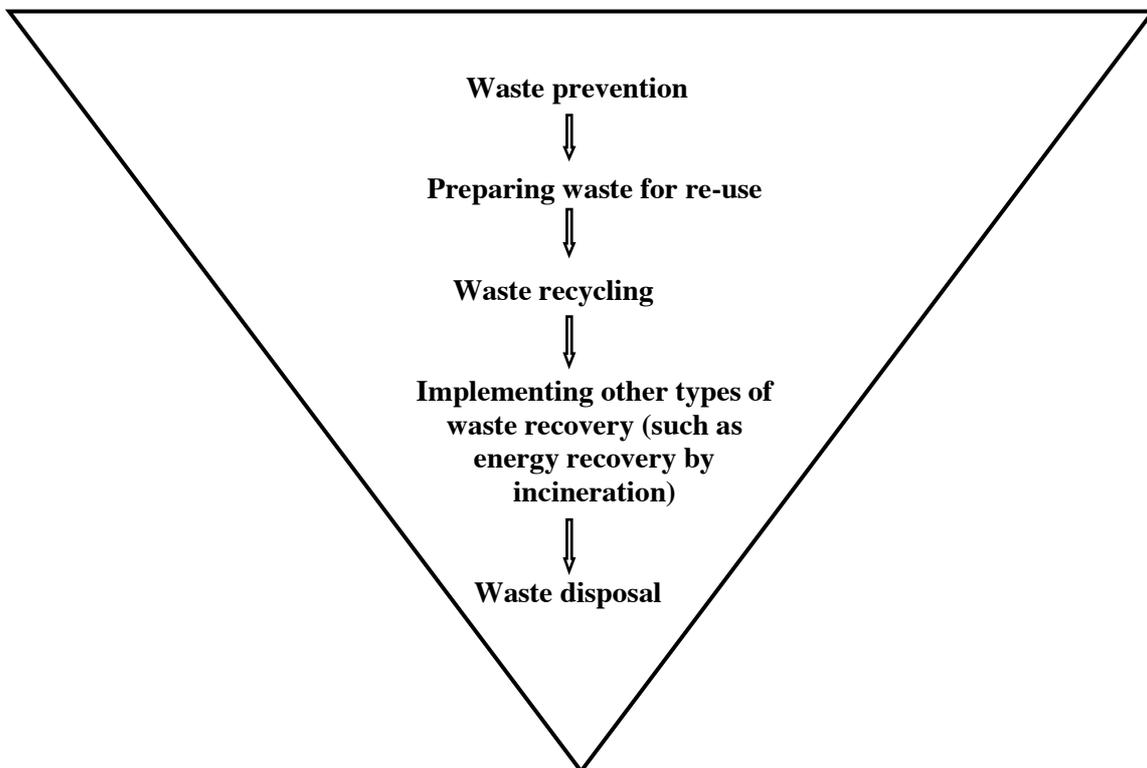 Waste prevention
Preparing waste for re-use
Waste recycling
Implementing other types of
waste recovery (such as
energy recovery by
incineration)
Waste disposal